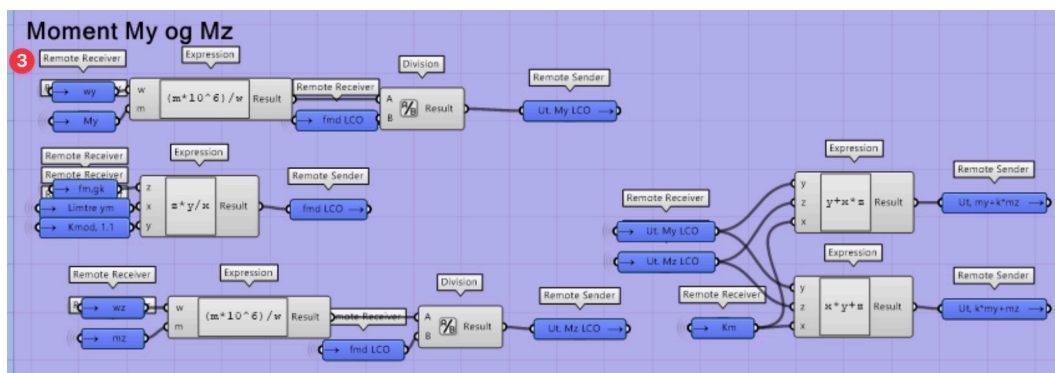 Moment My og Mz
3
Remote Receiver
Expression
Division
Remote Sender
wy
w
m
(m*10^6)/w
Result
Remote Receiver
A
B
A/B
Result
Ut. My LCO
My
fmd LCO
Remote Receiver
Remote Receiver
Expression
Remote Sender
fm,gk
Limtre ym
Kmod, 1.1
z
x
y
z*y/x
Result
fmd LCO
Remote Receiver
Expression
Division
Remote Sender
wz
mz
w
m
(m*10^6)/w
Result
Remote Receiver
fmd LCO
A
B
A/B
Result
Ut. Mz LCO
Remote Receiver
Ut. My LCO
Ut. Mz LCO
Expression
y
z
x
y+x*z
Result
Remote Sender
Ut, my+k*mz
Remote Receiver
Km
Expression
y
z
x
x*y+z
Result
Remote Sender
Ut, k*my+mz